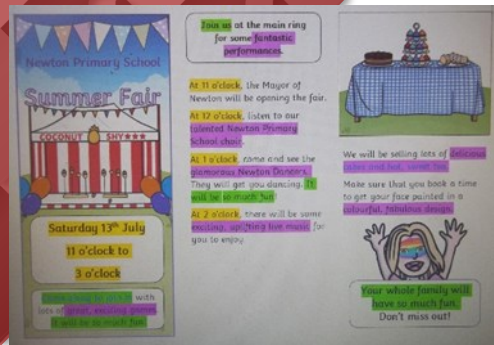 Newton Primary School
Summer Fair
COCONUT SHY★★★
Saturday 13th July
11 o'clock to
3 o'clock
with
lots of great, exciting games.
It will be so much fun.
Join us at the main ring
for some fantastic
performances.
At 11 o'clock, the Mayor of
Newton will be opening the fair.
At 12 o'clock, listen to our
talented Newton Primary
School choir.
At 1 o'clock, come and see the
glamorous Newton Dancers.
They will get you dancing. It
will be so much fun!
At 2 o'clock, there will be some
exciting, uplifting live music for
you to enjoy.
We will be selling lots of delicious
cakes and hot, sweet tea.
Make sure that you book a time
to get your face painted in a
colourful, fabulous design.
Your whole family will
have so much fun.
Don't miss out!